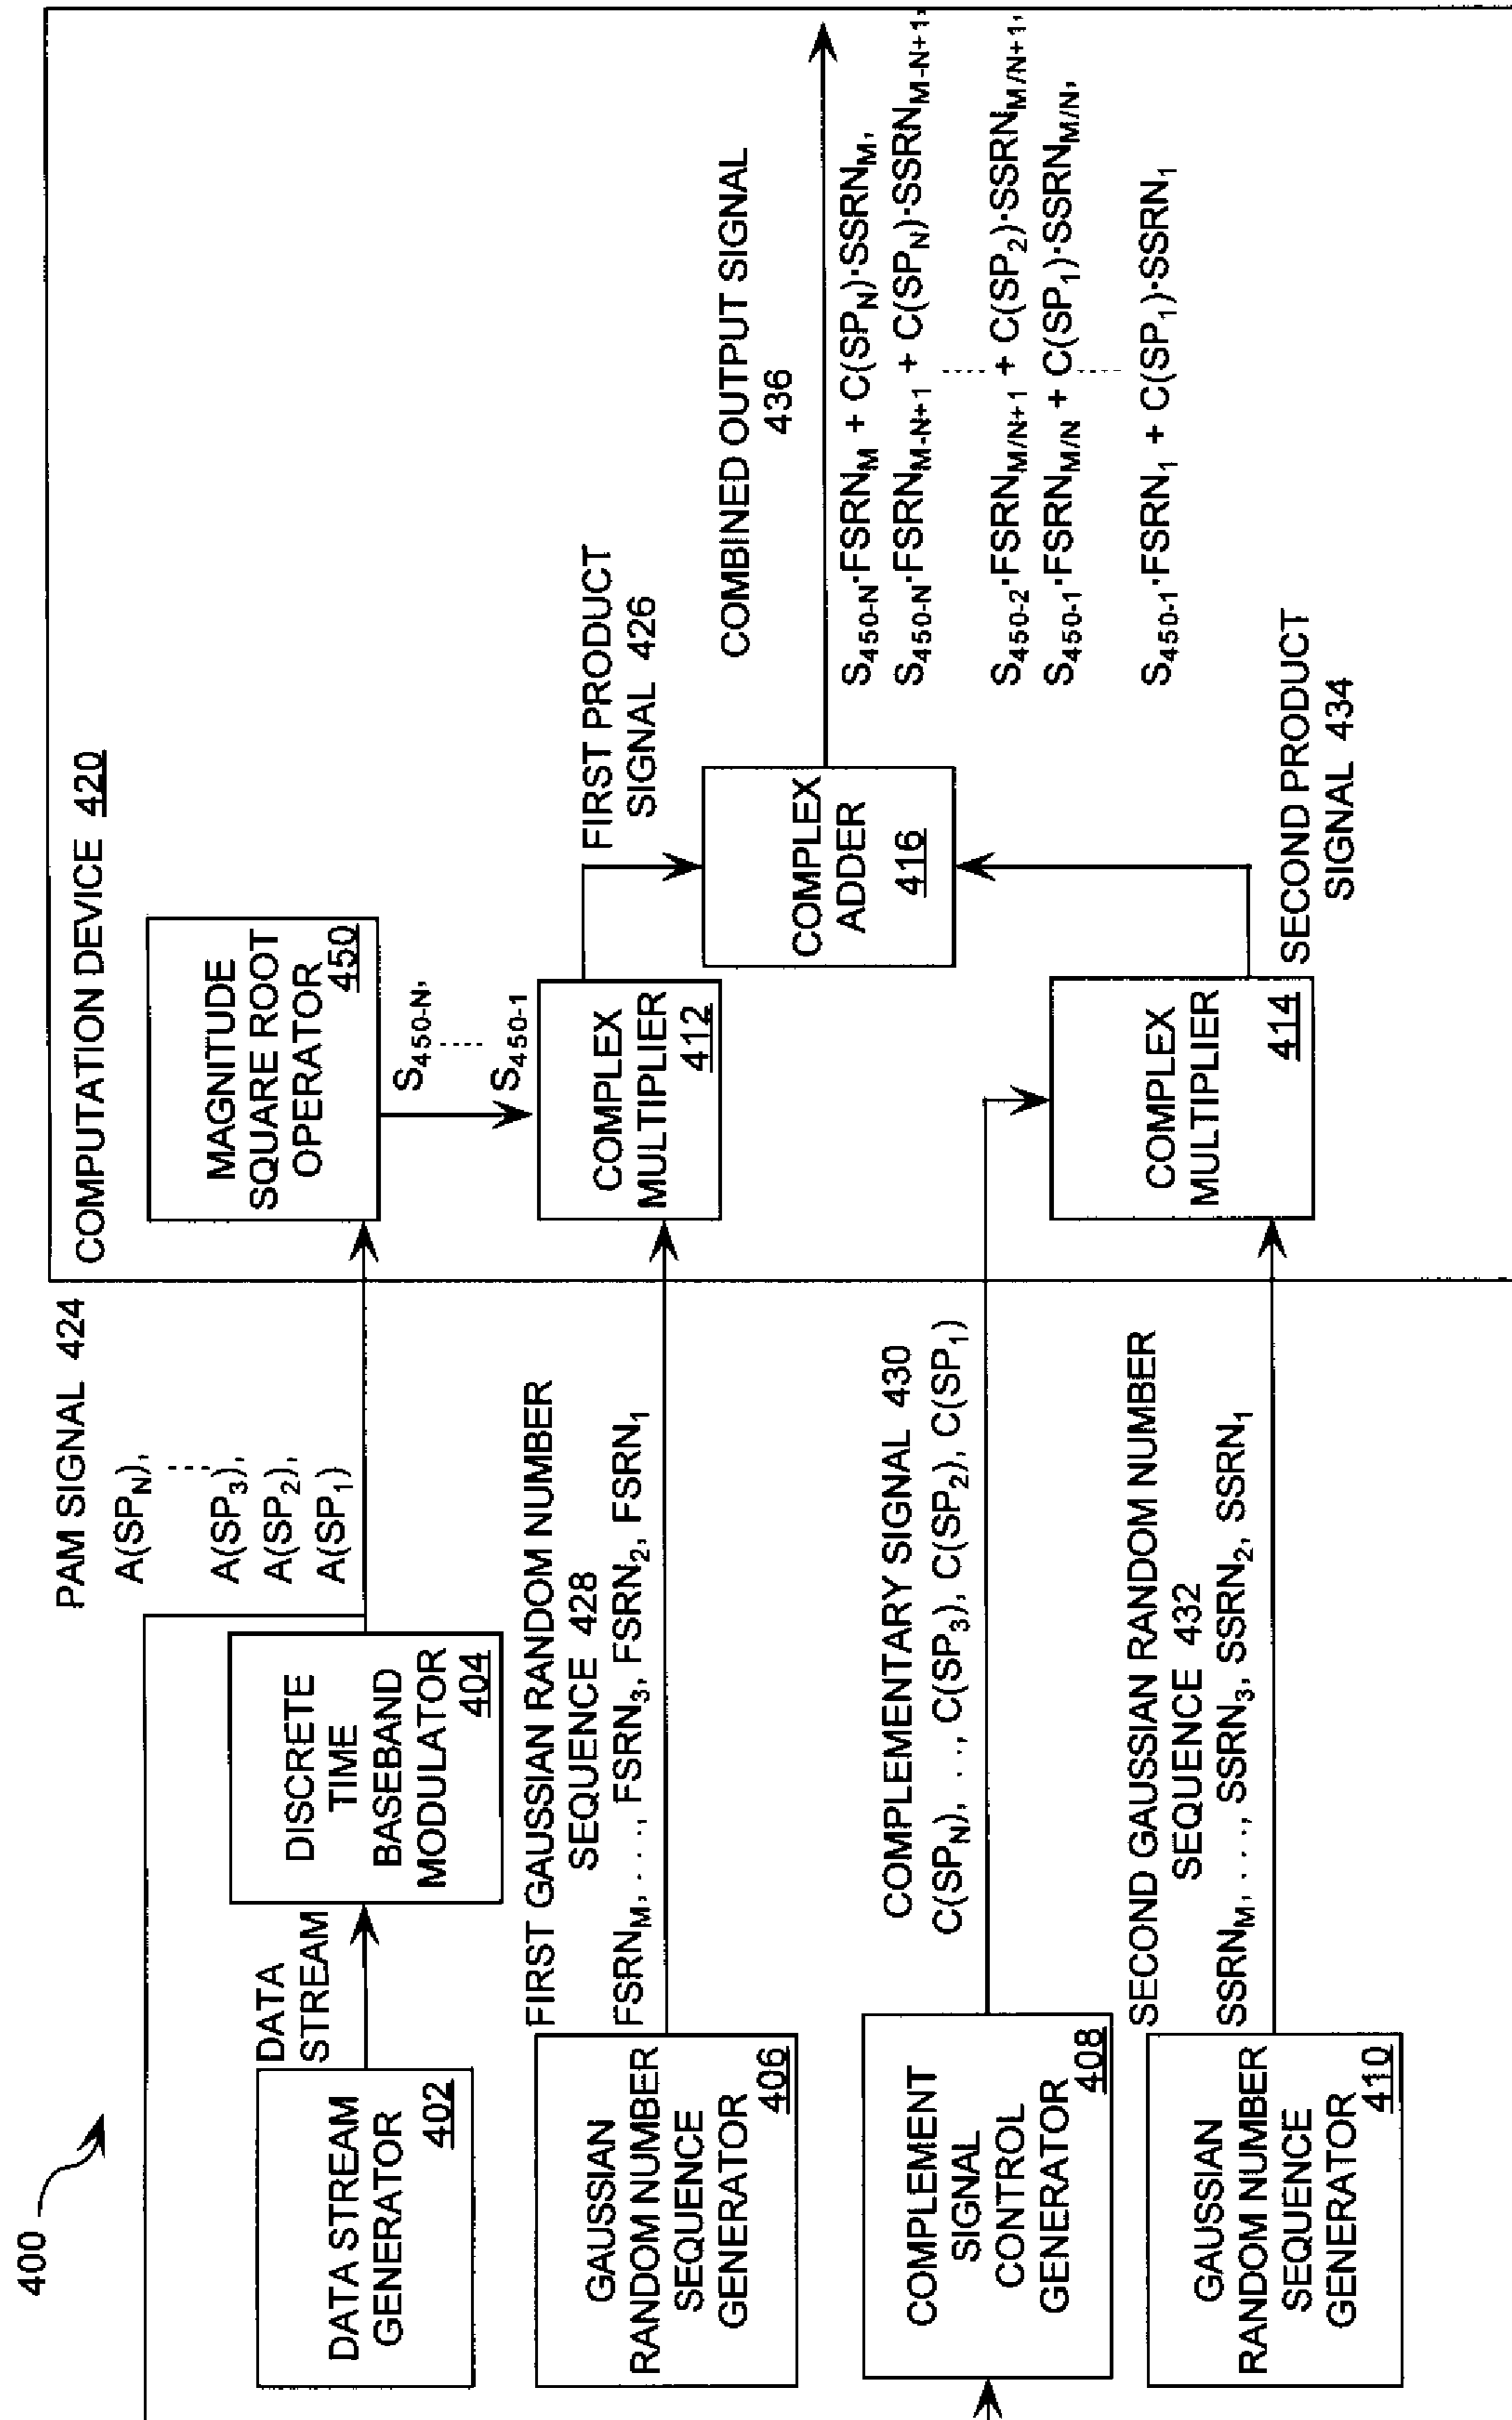 400
DATA STREAM
GENERATOR
402
DATA
STREAM
DISCRETE
TIME
BASEBAND
MODULATOR
404
PAM SIGNAL 424
A(SP_N),
A(SP_3),
A(SP_2),
A(SP_1)
COMPUTATION DEVICE 420
MAGNITUDE
SQUARE ROOT
OPERATOR
450
S_450-N,
S_450-1
GAUSSIAN
RANDOM NUMBER
SEQUENCE
GENERATOR
406
FIRST GAUSSIAN RANDOM NUMBER
SEQUENCE 428
FSRN_M, . . ., FSRN_3, FSRN_2, FSRN_1
COMPLEX
MULTIPLIER
412
FIRST PRODUCT
SIGNAL 426
COMPLEX
ADDER
416
COMBINED OUTPUT SIGNAL
436
S_450-N·FSRN_M + C(SP_N)·SSRN_M,
S_450-N·FSRN_M-N+1 + C(SP_N)·SSRN_M-N+1,
S_450-2·FSRN_M/N+1 + C(SP_2)·SSRN_M/N+1,
S_450-1·FSRN_M/N + C(SP_1)·SSRN_M/N,
S_450-1·FSRN_1 + C(SP_1)·SSRN_1
COMPLEMENT
SIGNAL
CONTROL
GENERATOR
408
COMPLEMENTARY SIGNAL 430
C(SP_N), . . ., C(SP_3), C(SP_2), C(SP_1)
GAUSSIAN
RANDOM NUMBER
SEQUENCE
GENERATOR
410
SECOND GAUSSIAN RANDOM NUMBER
SEQUENCE 432
SSRN_M, . . ., SSRN_3, SSRN_2, SSRN_1
COMPLEX
MULTIPLIER
414
SECOND PRODUCT
SIGNAL 434